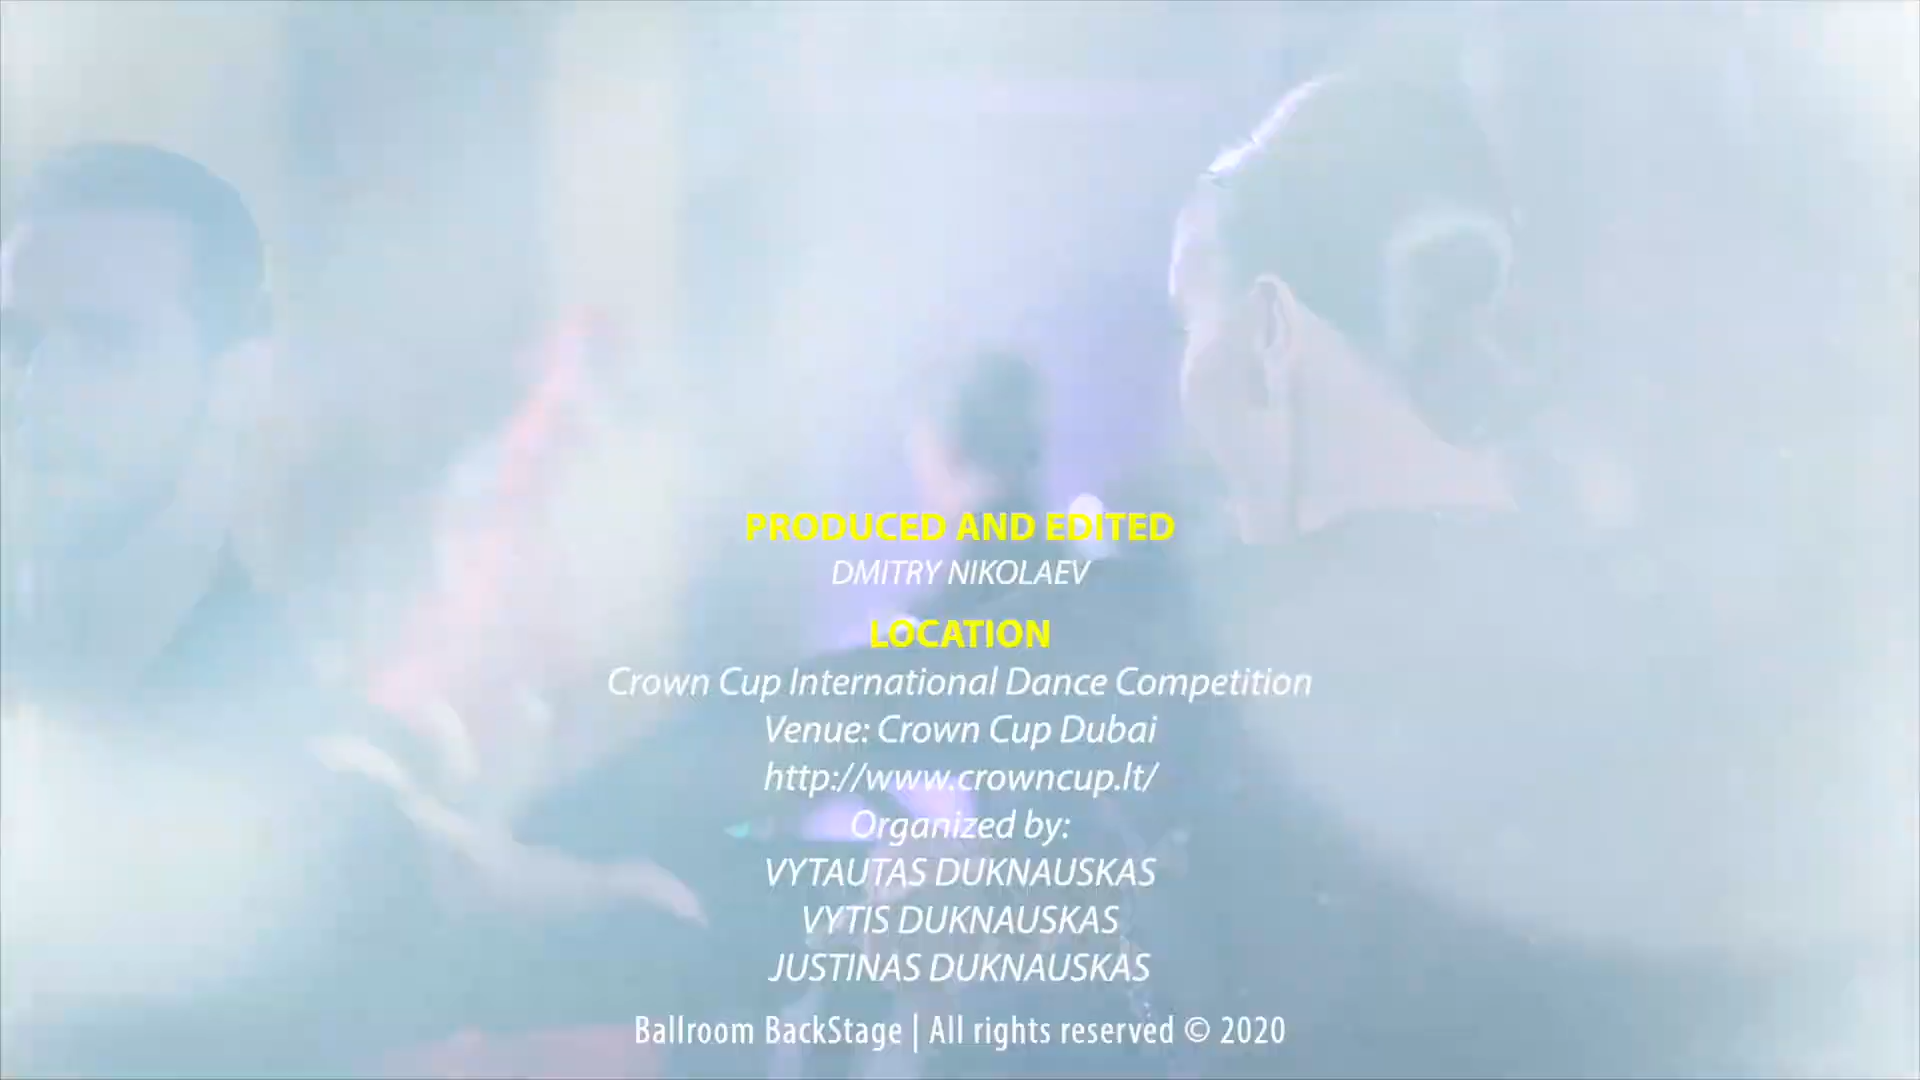 PRODUCED AND EDITED
DMITRY NIKOLAEV
LOCATION
Crown Cup International Dance Competition
Venue: Crown Cup Dubai
http://www.crowncup.lt/
Organized by:
VYTAUTAS DUKNAUSKAS
VYTIS DUKNAUSKAS
JUSTINAS DUKNAUSKAS
Ballroom BackStage | All rights reserved © 2020